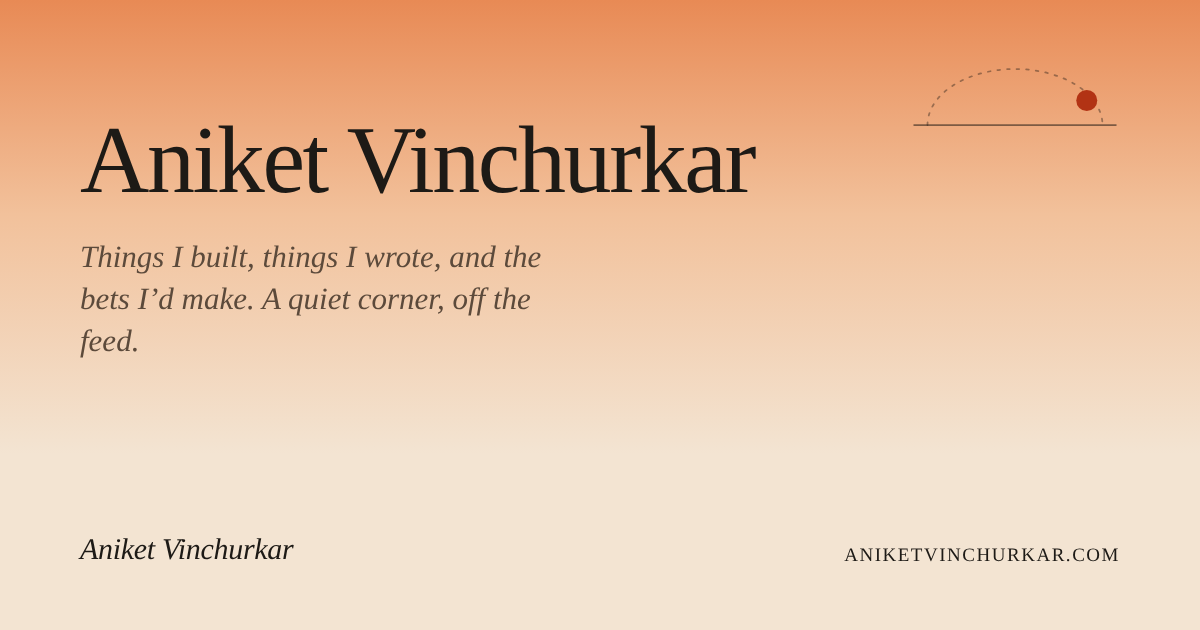 Aniket Vinchurkar
Things I built, things I wrote, and the
bets I’d make. A quiet corner, off the
feed.
Aniket Vinchurkar
ANIKETVINCHURKAR.COM